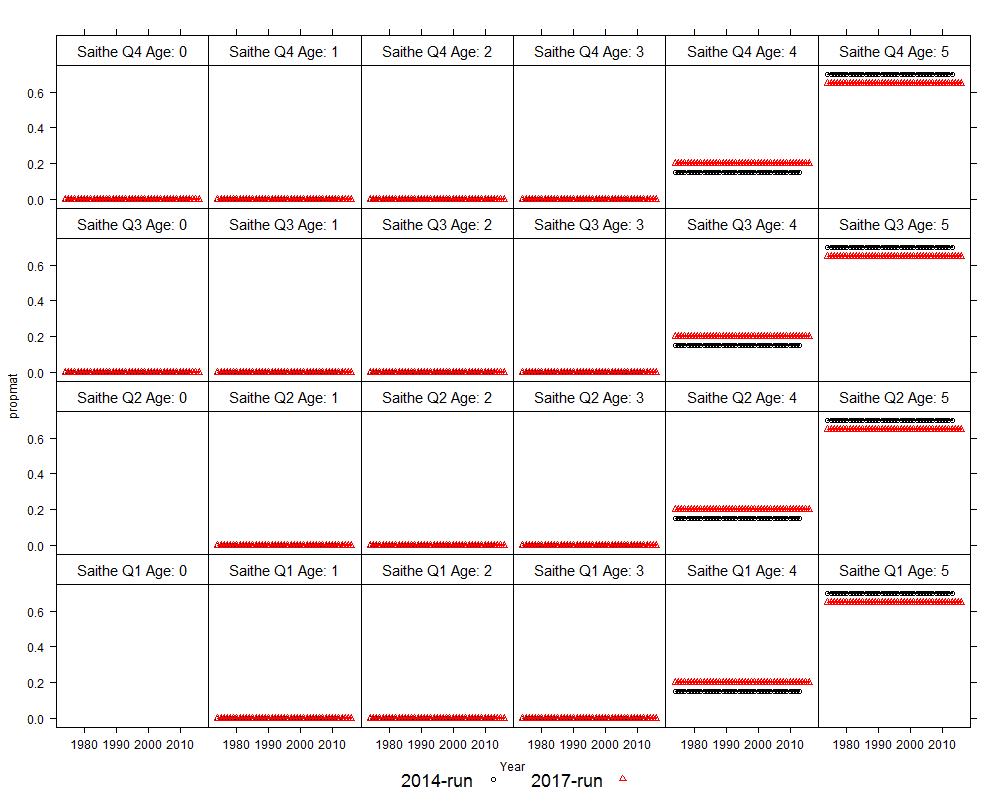 Saithe Q4 Age: 0 Saithe Q4 Age: 1 Saithe Q4 Age: 2 Saithe Q4 Age: 3 Saithe Q4 Age: 4 Saithe Q4 Age: 5
0.6
0.4
0.2
0.0
Saithe Q3 Age: 0 Saithe Q3 Age: 1 Saithe Q3 Age: 2 Saithe Q3 Age: 3 Saithe Q3 Age: 4 Saithe Q3 Age: 5
0.6
0.4
0.2
0.0
propmat
Saithe Q2 Age: 0 Saithe Q2 Age: 1 Saithe Q2 Age: 2 Saithe Q2 Age: 3 Saithe Q2 Age: 4 Saithe Q2 Age: 5
0.6
0.4
0.2
0.0
Saithe Q1 Age: 0 Saithe Q1 Age: 1 Saithe Q1 Age: 2 Saithe Q1 Age: 3 Saithe Q1 Age: 4 Saithe Q1 Age: 5
0.6
0.4
0.2
0.0
1980 1990 2000 2010 1980 1990 2000 2010 1980 1990 2000 2010 1980 1990 2000 2010 1980 1990 2000 2010 1980 1990 2000 2010
Year
2014-run 2017-run